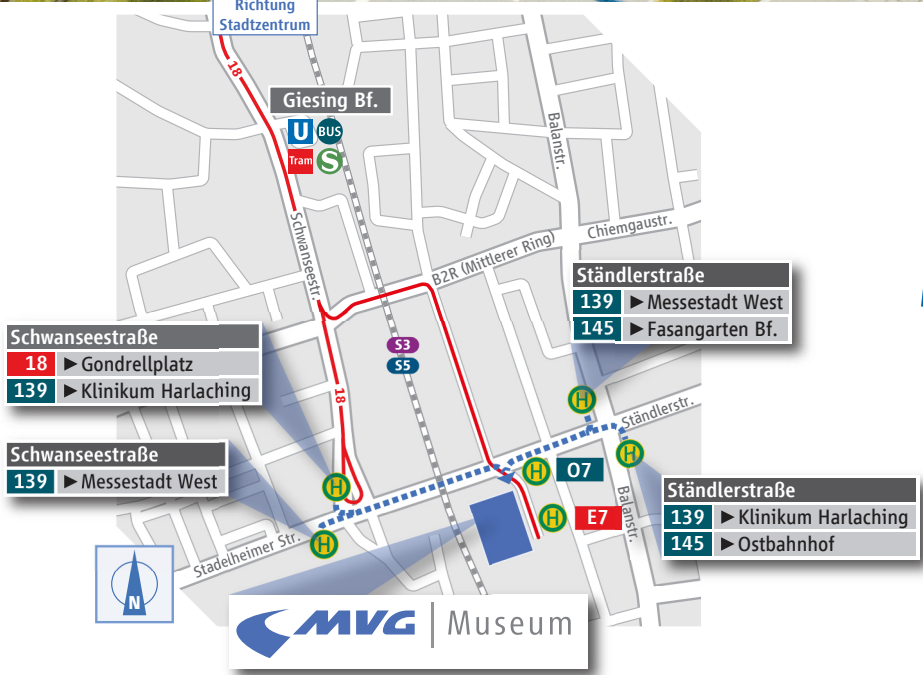 Richtung
Stadtzentrum
18
Giesing Bf.
U BUS
Tram S
Balanstr.
Schwanseestr.
Chiemgaustr.
B2R (Mittlerer Ring)
Ständlerstraße
139 ▶ Messestadt West
145 ▶ Fasangarten Bf.
S3
S5
Schwanseestraße
18 ▶ Gondrellplatz
139 ▶ Klinikum Harlaching
18
H
Ständlerstr.
Schwanseestraße
139 ▶ Messestadt West
H
H O7
H
Ständlerstraße
139 ▶ Klinikum Harlaching
145 ▶ Ostbahnhof
H E7
Balanstr.
H
Stadelheimer Str.
N
MVG | Museum